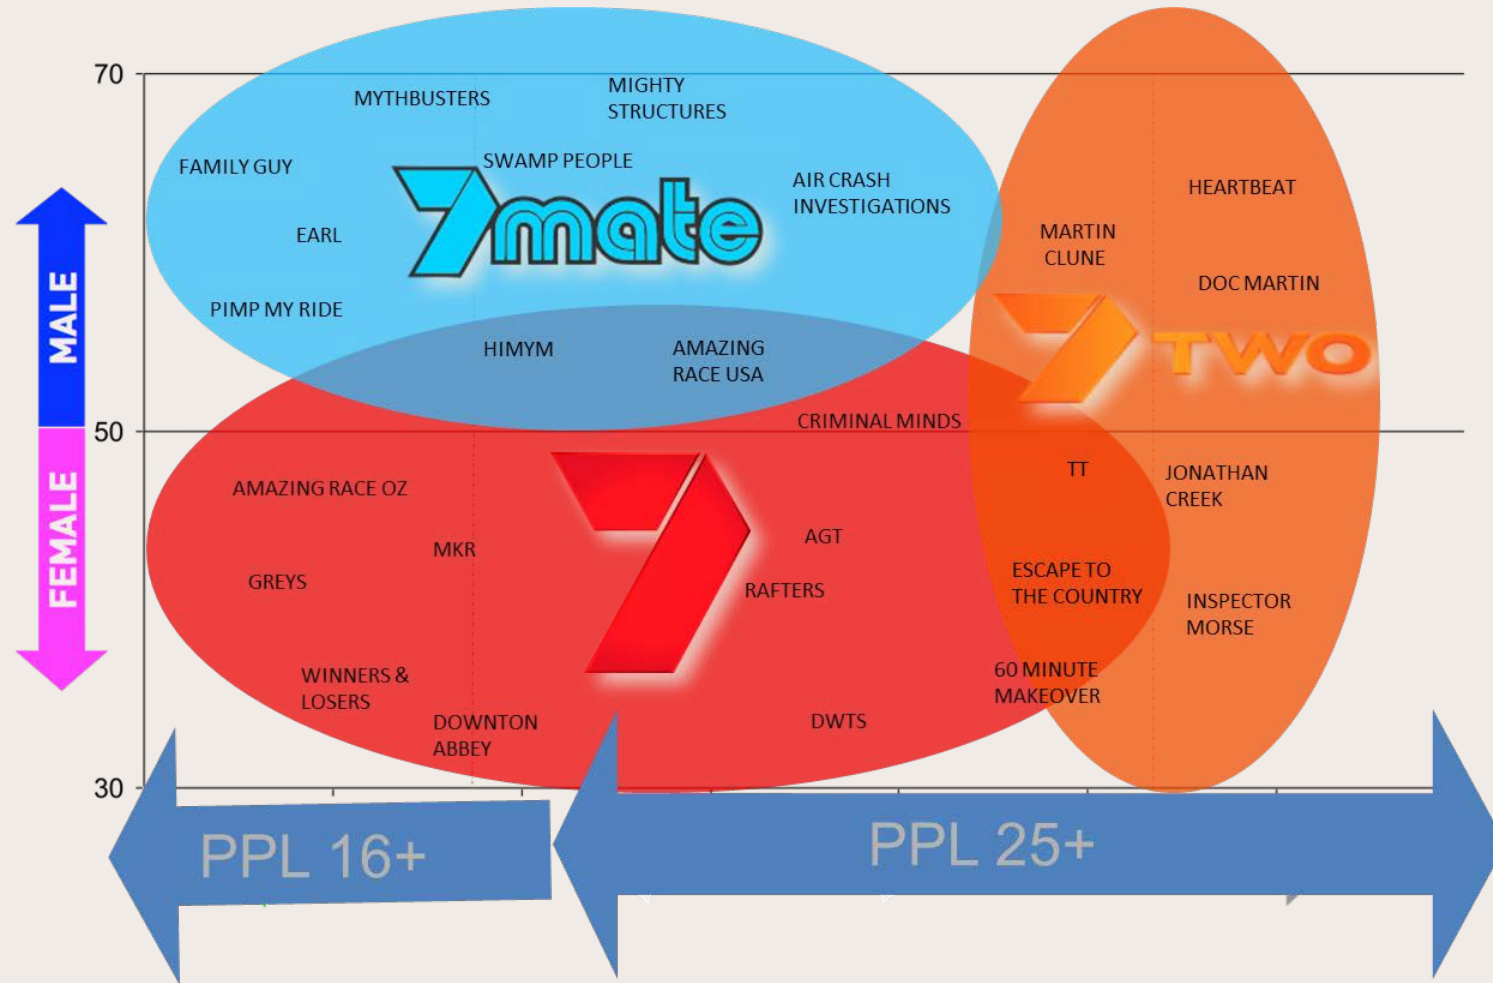 70
MYTHBUSTERS
MIGHTY
STRUCTURES
FAMILY GUY
SWAMP PEOPLE
AIR CRASH
INVESTIGATIONS
HEARTBEAT
EARL
7mate
MARTIN
CLUNE
DOC MARTIN
PIMP MY RIDE
7 TWO
HIMYM
AMAZING
RACE USA
MALE
50
CRIMINAL MINDS
FEMALE
AMAZING RACE OZ
TT
JONATHAN
CREEK
7
MKR
AGT
GREYS
RAFTERS
ESCAPE TO
THE COUNTRY
INSPECTOR
MORSE
WINNERS &
LOSERS
60 MINUTE
MAKEOVER
DOWNTON
ABBEY
DWTS
30
PPL 16+
PPL 25+